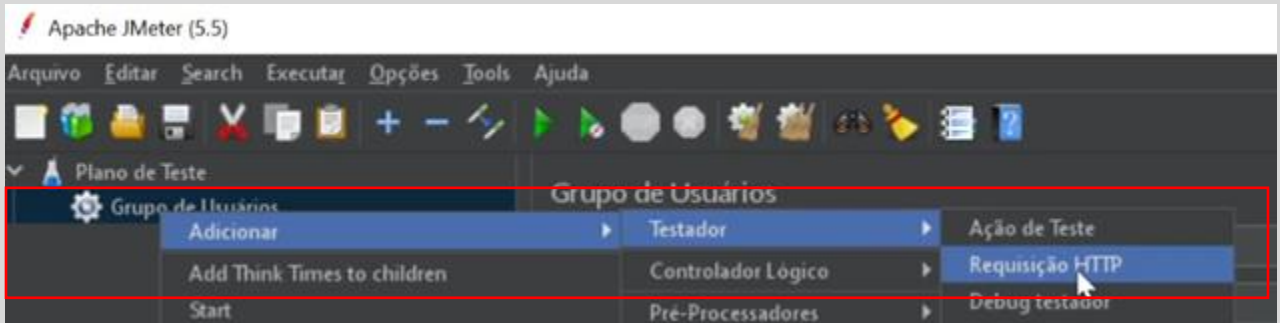 Apache JMeter (5.5)
Arquivo Editar Search Executar Opções Tools Ajuda
Plano de Teste
Grupo de Usuários
Grupo de Usuários
Adicionar
Testador
Ação de Teste
Add Think Times to children
Controlador Lógico
Requisição HTTP
Start
Pré-Processadores
Debug testador